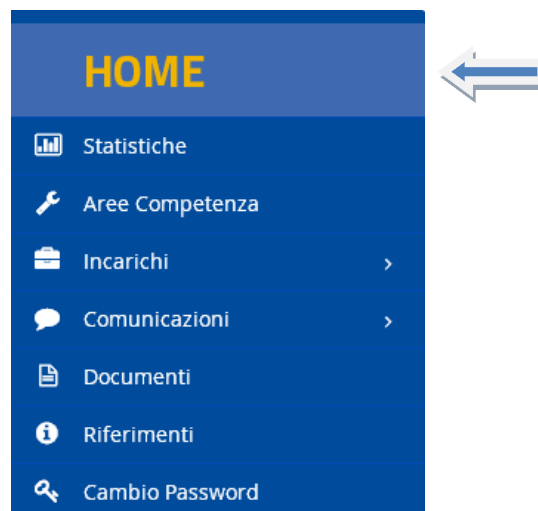 HOME
Statistiche
Aree Competenza
Incarichi
Comunicazioni
Documenti
Riferimenti
Cambio Password